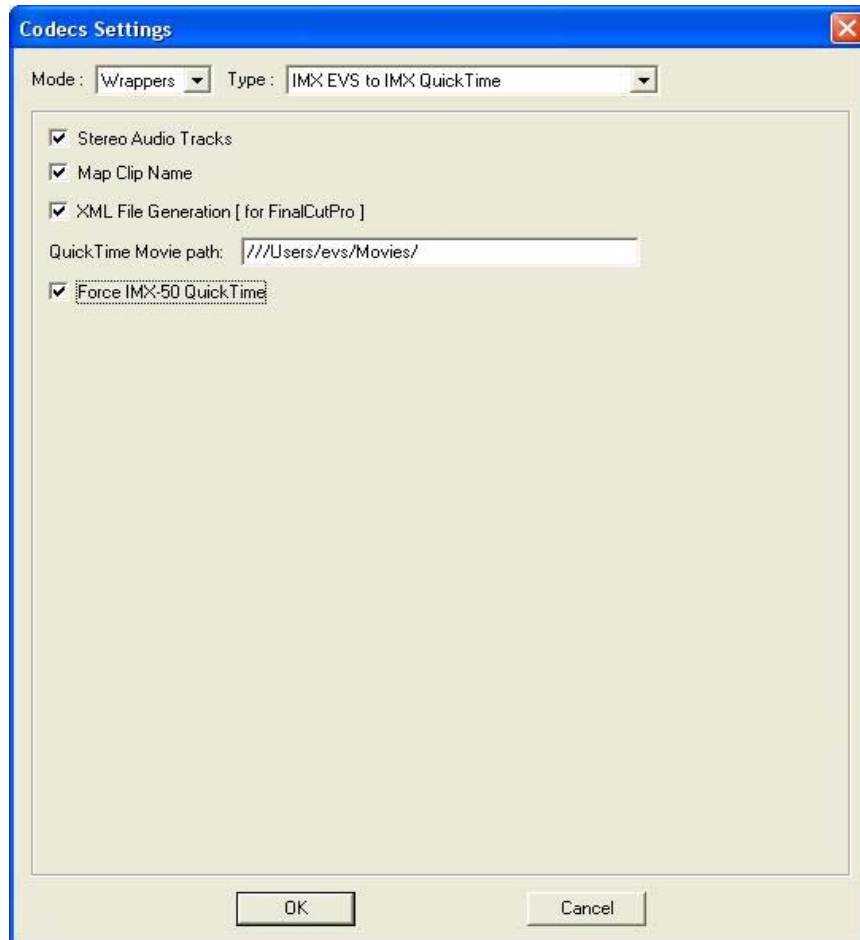 Codecs Settings
Mode : Wrappers Type : IMX EVS to IMX QuickTime
Stereo Audio Tracks
Map Clip Name
XML File Generation [ for FinalCutPro ]
QuickTime Movie path: ///Users/evs/Movies/
Force IMX-50 QuickTime
OK Cancel